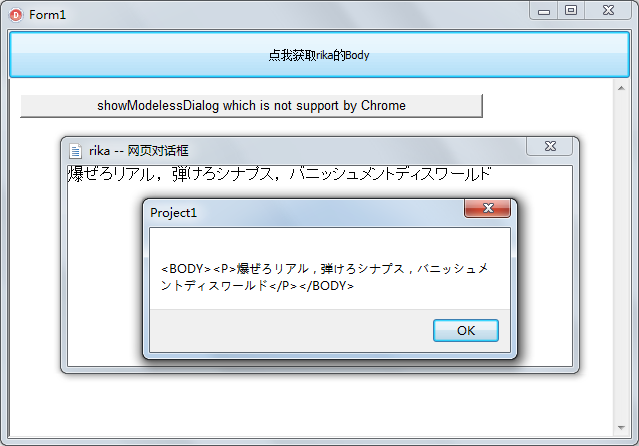 Form1
点我获取rika的Body
showModelessDialog which is not support by Chrome
rika -- 网页对话框
爆ぜろリアル，弾けろシナプス，バニッシュメントディスワールド
Project1
<BODY><P>爆ぜろリアル，弾けろシナプス，バニッシュメ
ントディスワールド</P></BODY>
OK